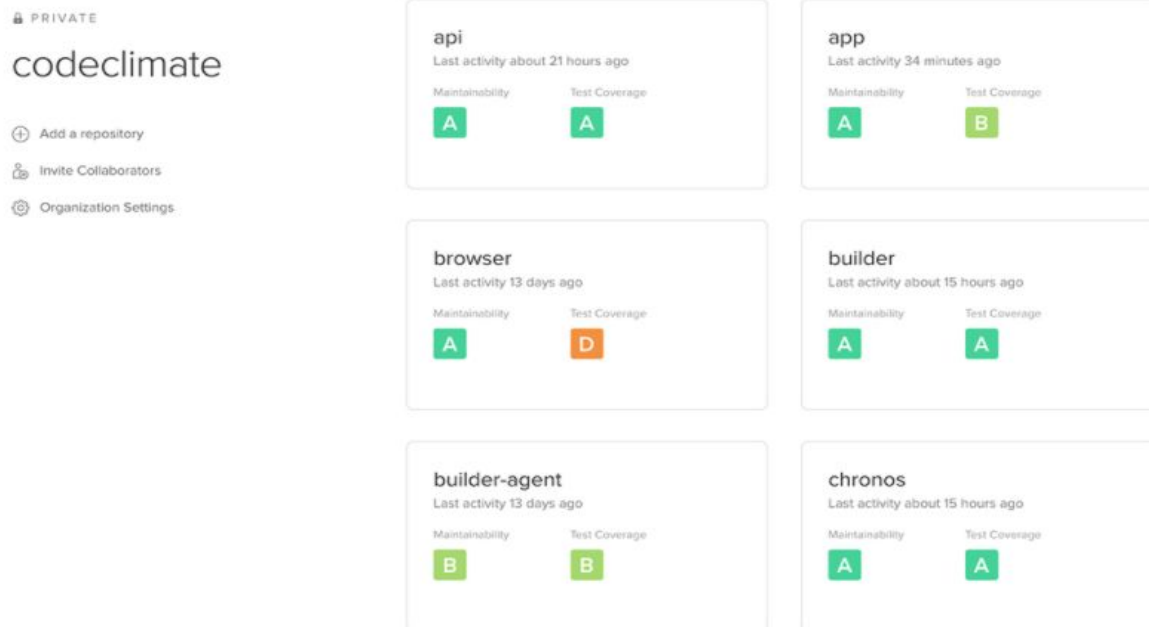 PRIVATE
codeclimate
Add a repository
Invite Collaborators
Organization Settings
api
Last activity about 21 hours ago
Maintainability Test Coverage
A A
app
Last activity 34 minutes ago
Maintainability Test Coverage
A B
browser
Last activity 13 days ago
Maintainability Test Coverage
A D
builder
Last activity about 15 hours ago
Maintainability Test Coverage
A A
builder-agent
Last activity 13 days ago
Maintainability Test Coverage
B B
chronos
Last activity about 15 hours ago
Maintainability Test Coverage
A A